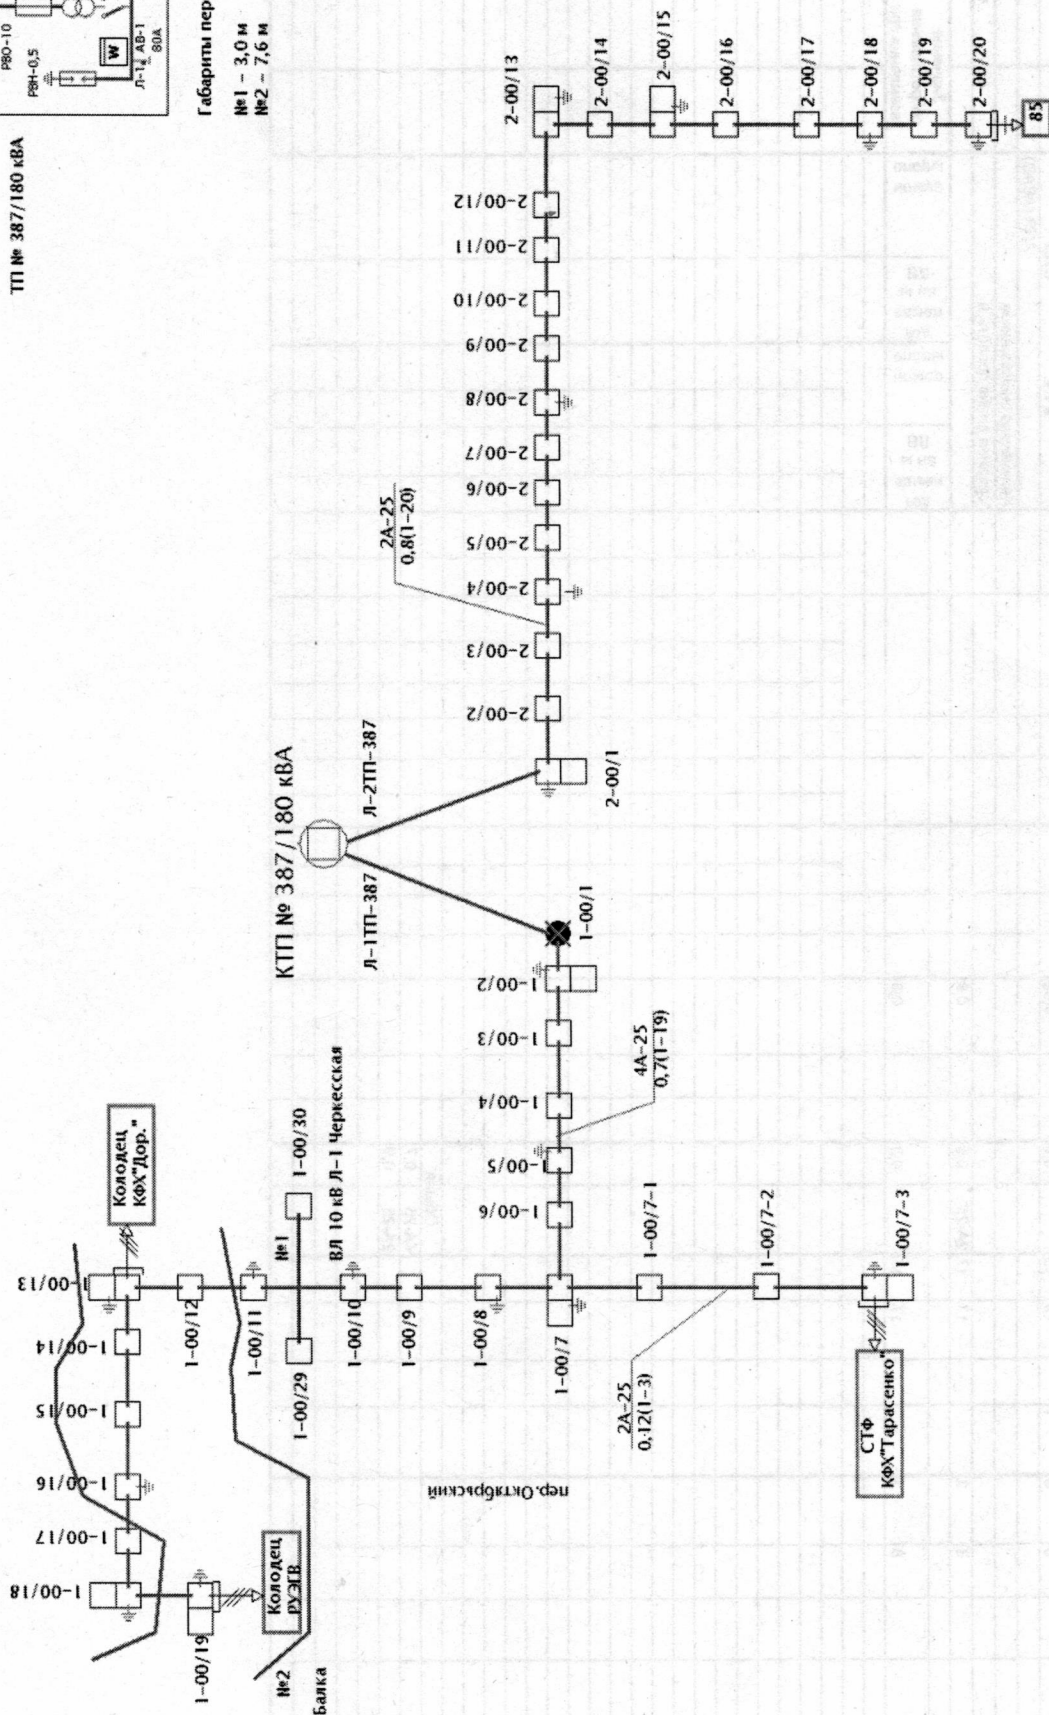 РВО-10
РВН-0,5
W
Л-1
АВ-1
80А
ТП № 387/180 кВА
№1 – 3,0 м
№2 – 7,6 м
КТП № 387/180 кВА
Л-1ТП-387
Л-2ТП-387
1-00/1
1-00/2
1-00/3
1-00/4
1-00/5
1-00/6
1-00/7
4А-25
0,7(1-19)
1-00/7-1
1-00/7-2
1-00/7-3
2А-25
0,12(1-3)
СТФ
КФХ"Тарасенко"
пер.Октябрьский
1-00/8
1-00/9
1-00/10
ВЛ 10 кВ Л-1 Черкесская
№1
1-00/29
1-00/30
1-00/11
1-00/12
1-00/13
Колодец
КФХ"Дор."
1-00/14
1-00/15
1-00/16
1-00/17
1-00/18
1-00/19
Колодец
РУЭГВ
№2
Балка
2-00/1
2-00/2
2-00/3
2-00/4
2-00/5
2-00/6
2-00/7
2-00/8
2-00/9
2-00/10
2-00/11
2-00/12
2А-25
0,8(1-20)
2-00/13
2-00/14
2-00/15
2-00/16
2-00/17
2-00/18
2-00/19
2-00/20
85